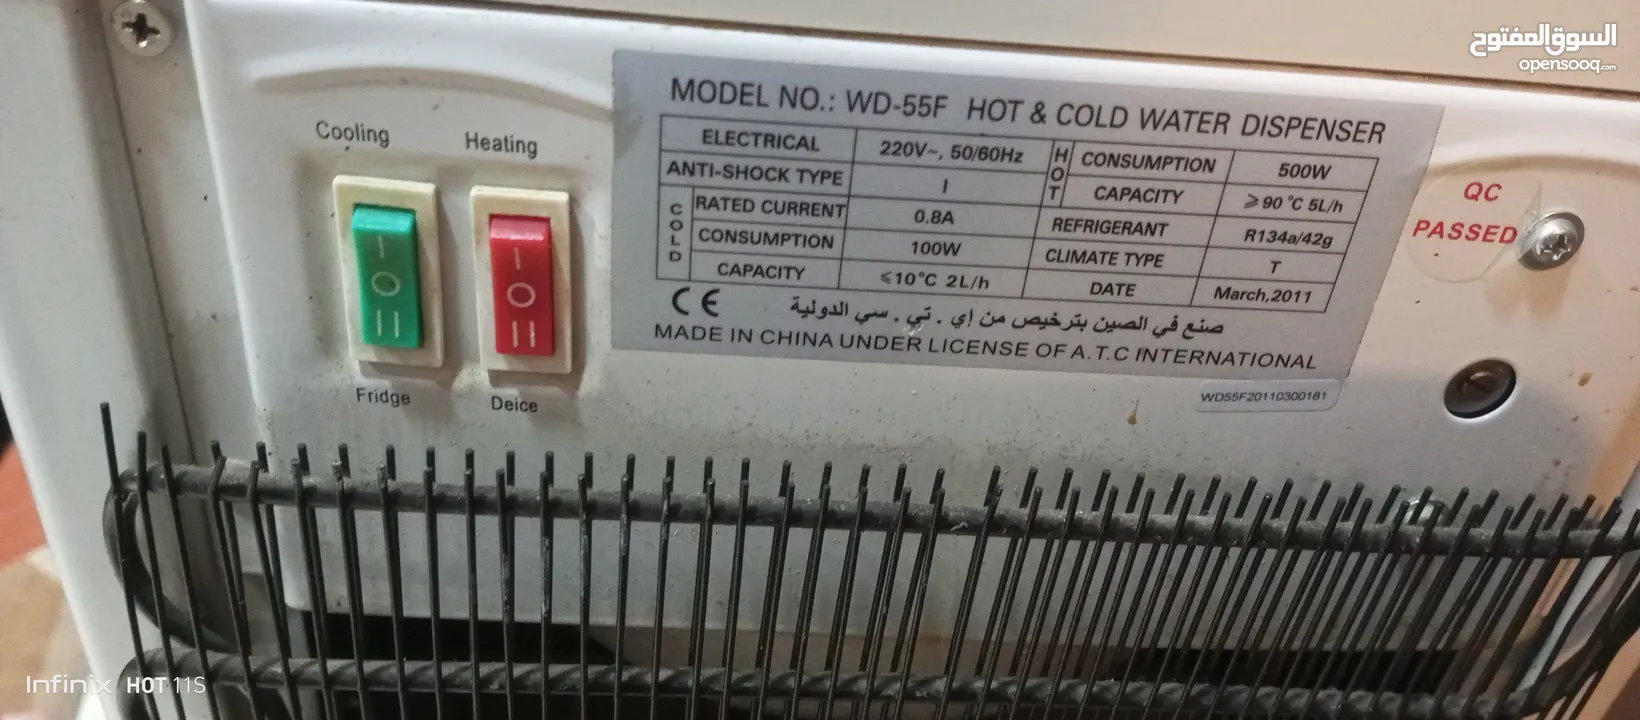 السوق المفتوح
opensooq.com
Cooling
Heating
I
O
II
I
O
II
Fridge
Deice
MODEL NO.: WD-55F HOT & COLD WATER DISPENSER
ELECTRICAL 220V~, 50/60Hz
ANTI-SHOCK TYPE I
COLD
RATED CURRENT 0.8A
CONSUMPTION 100W
CAPACITY ≤10°C 2L/h
HOT
CONSUMPTION 500W
CAPACITY ≥90°C 5L/h
REFRIGERANT R134a/42g
CLIMATE TYPE T
DATE March,2011
CE
صنع في الصين بترخيص من إي . تي . سي الدولية
MADE IN CHINA UNDER LICENSE OF A.T.C INTERNATIONAL
WD55F20110300181
QC
PASSED
Infinix HOT 11S